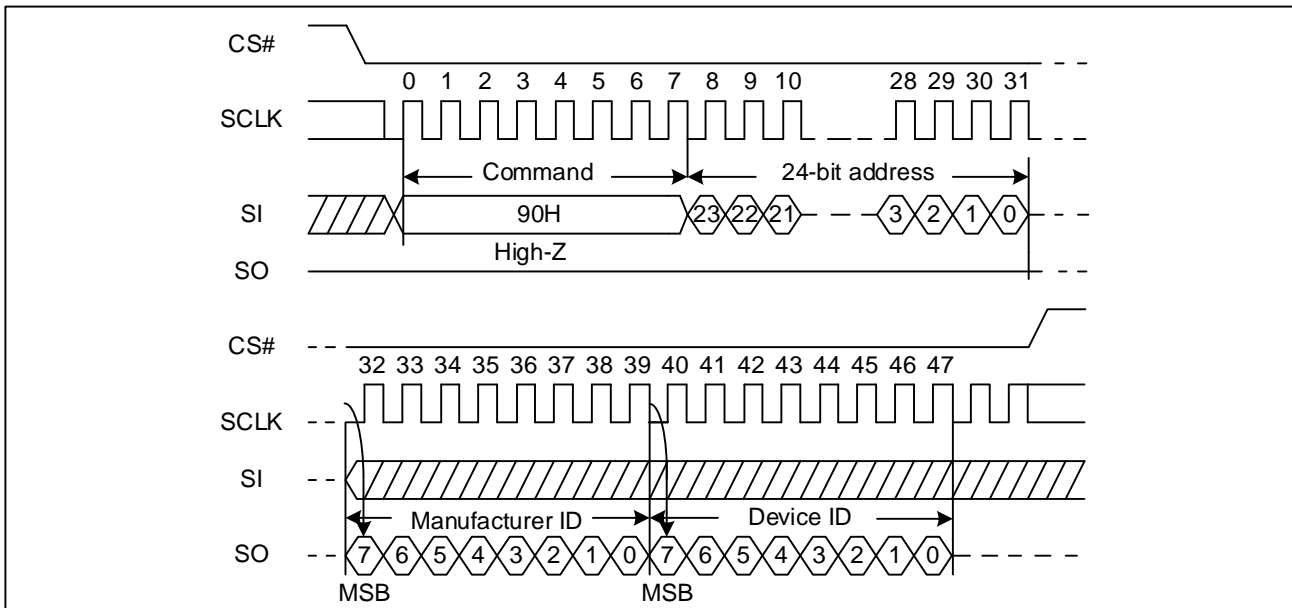 CS#
0 1 2 3 4 5 6 7 8 9 10 28 29 30 31
SCLK
Command 24-bit address
SI 90H 23 22 21 3 2 1 0
High-Z
SO
CS#
32 33 34 35 36 37 38 39 40 41 42 43 44 45 46 47
SCLK
SI
Manufacturer ID Device ID
SO 7 6 5 4 3 2 1 0 7 6 5 4 3 2 1 0
MSB MSB